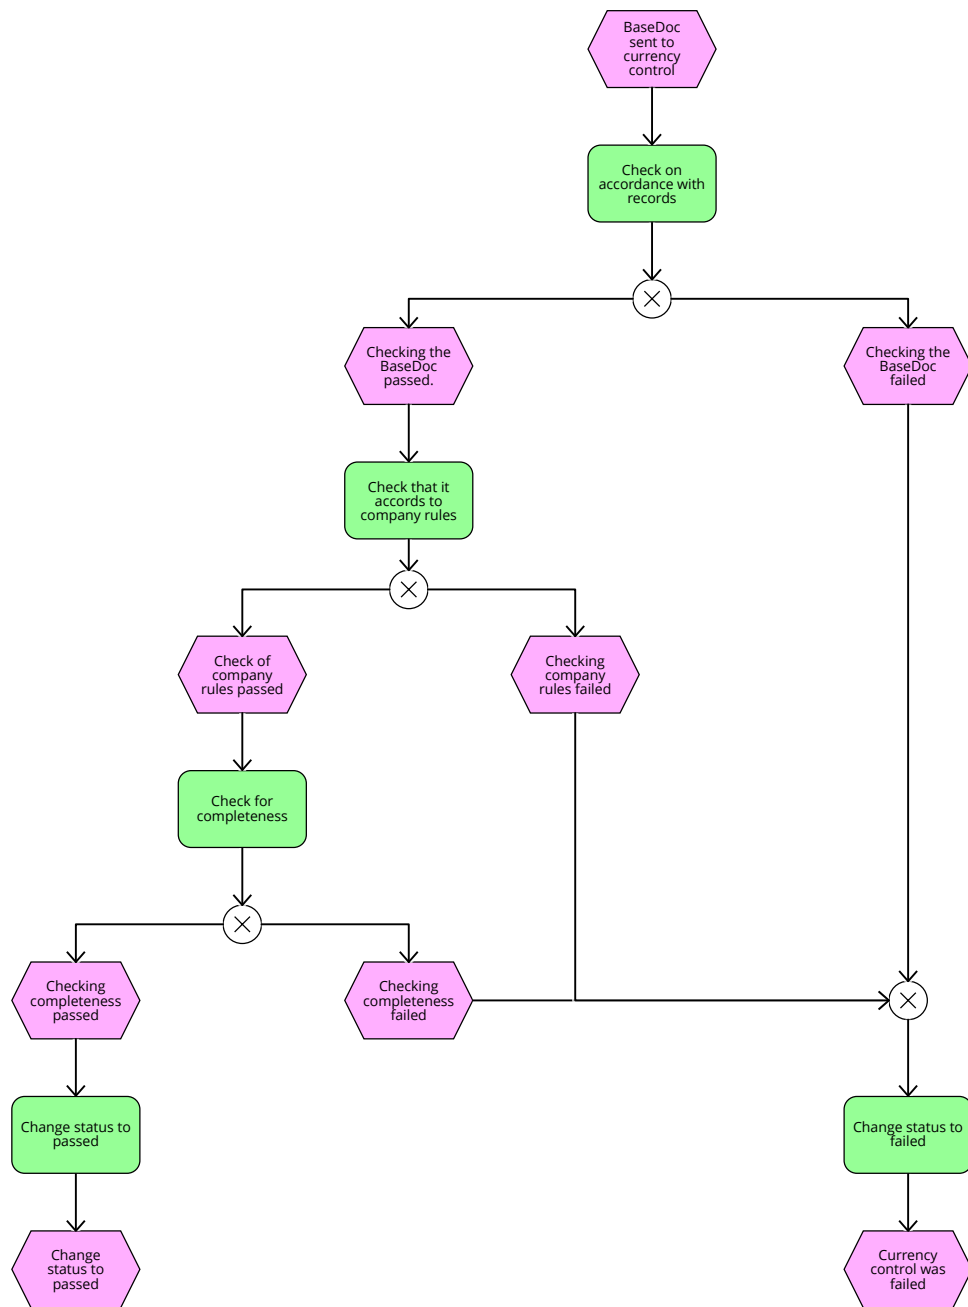 BaseDoc
sent to
currency
control
Check on
accordance with
records
Checking the
BaseDoc
passed.
Checking the
BaseDoc
failed
Check that it
accords to
company rules
Check of
company
rules passed
Checking
company
rules failed
Check for
completeness
Checking
completeness
passed
Checking
completeness
failed
Change status to
passed
Change status to
failed
Change
status to
passed
Currency
control was
failed